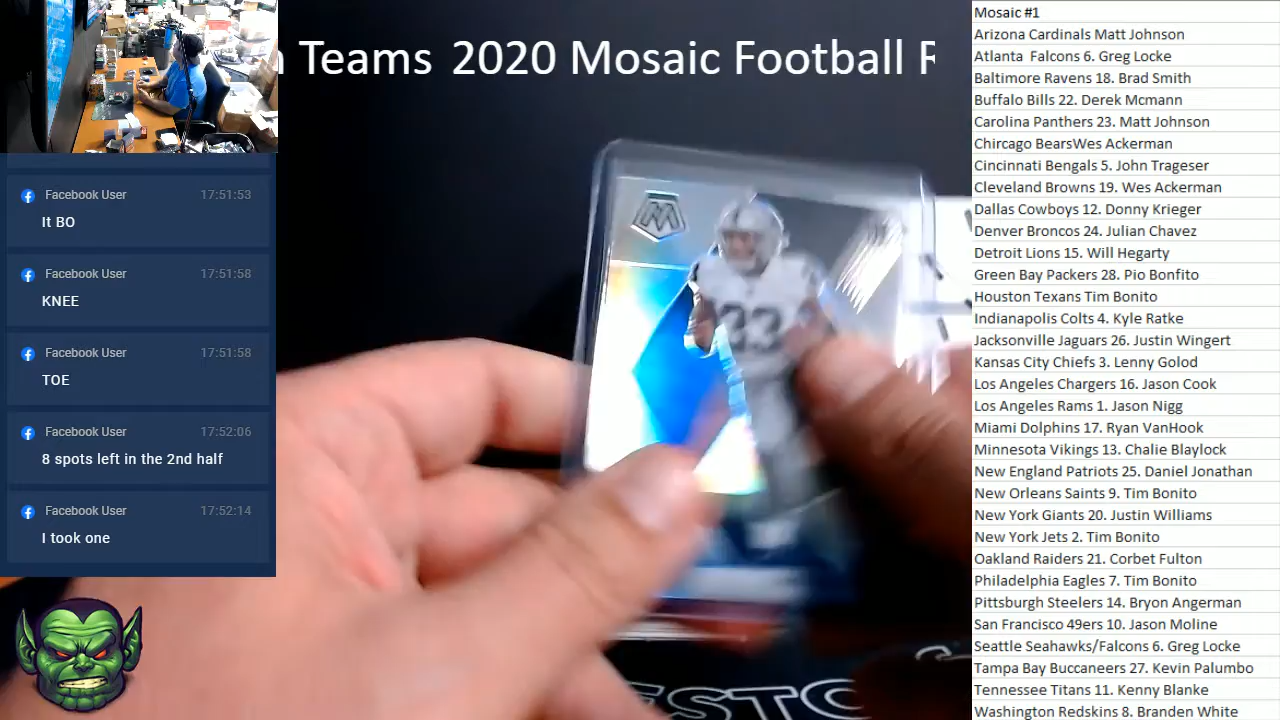 Teams 2020 Mosaic Football R
Facebook User 17:51:53
It BO
Facebook User 17:51:58
KNEE
Facebook User 17:51:58
TOE
Facebook User 17:52:06
8 spots left in the 2nd half
Facebook User 17:52:14
I took one
33
Mosaic #1
Arizona Cardinals Matt Johnson
Atlanta Falcons 6. Greg Locke
Baltimore Ravens 18. Brad Smith
Buffalo Bills 22. Derek Mcmann
Carolina Panthers 23. Matt Johnson
Chircago BearsWes Ackerman
Cincinnati Bengals 5. John Trageser
Cleveland Browns 19. Wes Ackerman
Dallas Cowboys 12. Donny Krieger
Denver Broncos 24. Julian Chavez
Detroit Lions 15. Will Hegarty
Green Bay Packers 28. Pio Bonfito
Houston Texans Tim Bonito
Indianapolis Colts 4. Kyle Ratke
Jacksonville Jaguars 26. Justin Wingert
Kansas City Chiefs 3. Lenny Golod
Los Angeles Chargers 16. Jason Cook
Los Angeles Rams 1. Jason Nigg
Miami Dolphins 17. Ryan VanHook
Minnesota Vikings 13. Chalie Blaylock
New England Patriots 25. Daniel Jonathan
New Orleans Saints 9. Tim Bonito
New York Giants 20. Justin Williams
New York Jets 2. Tim Bonito
Oakland Raiders 21. Corbet Fulton
Philadelphia Eagles 7. Tim Bonito
Pittsburgh Steelers 14. Bryon Angerman
San Francisco 49ers 10. Jason Moline
Seattle Seahawks/Falcons 6. Greg Locke
Tampa Bay Buccaneers 27. Kevin Palumbo
Tennessee Titans 11. Kenny Blanke
Washington Redskins 8. Branden White